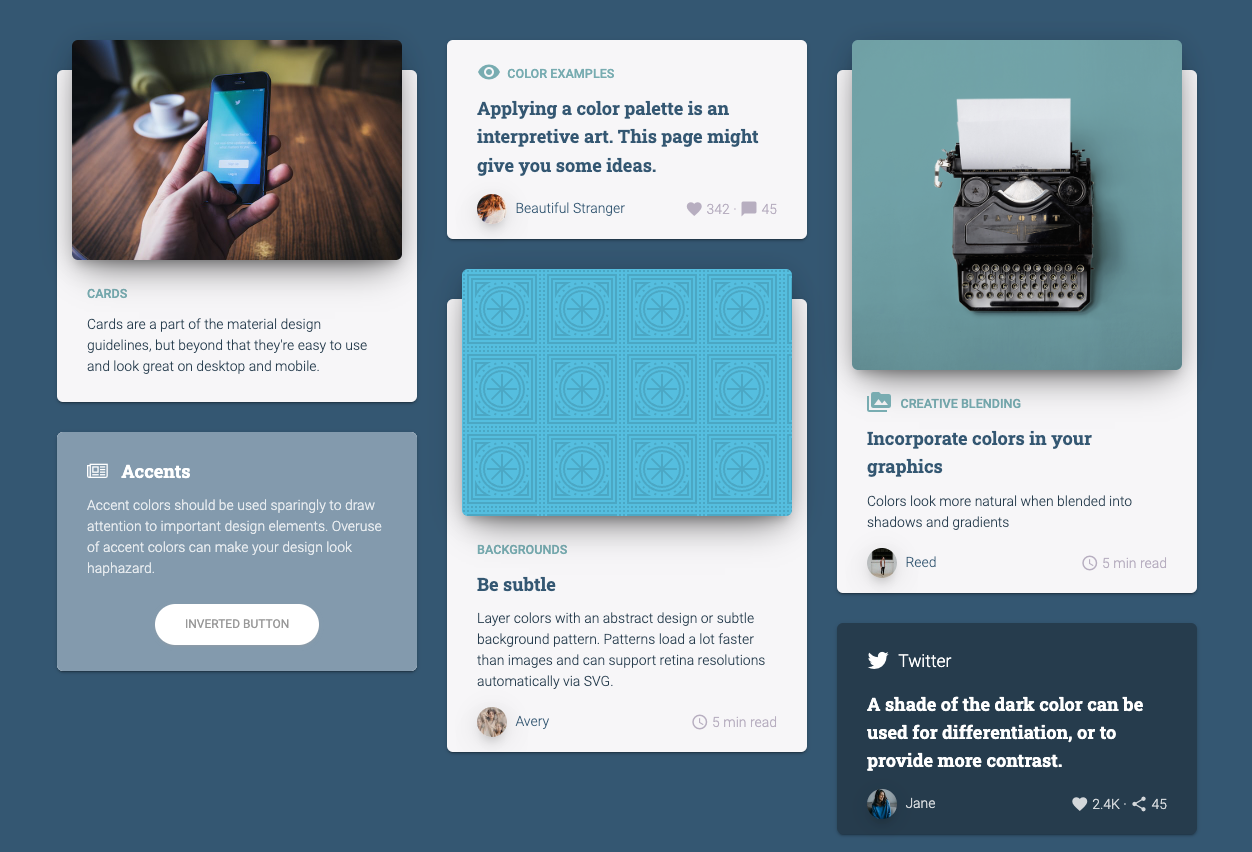 CARDS
Cards are a part of the material design
guidelines, but beyond that they're easy to use
and look great on desktop and mobile.
Accents
Accent colors should be used sparingly to draw
attention to important design elements. Overuse
of accent colors can make your design look
haphazard.
INVERTED BUTTON
COLOR EXAMPLES
Applying a color palette is an
interpretive art. This page might
give you some ideas.
Beautiful Stranger
342 · 45
BACKGROUNDS
Be subtle
Layer colors with an abstract design or subtle
background pattern. Patterns load a lot faster
than images and can support retina resolutions
automatically via SVG.
Avery
5 min read
CREATIVE BLENDING
Incorporate colors in your
graphics
Colors look more natural when blended into
shadows and gradients
Reed
5 min read
Twitter
A shade of the dark color can be
used for differentiation, or to
provide more contrast.
Jane
2.4K · 45